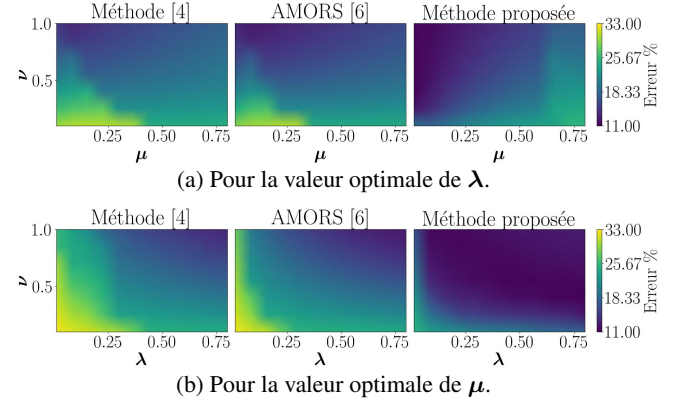 Méthode [4] AMORS [6] Méthode proposée
1.0 33.00
25.67
0.5 18.33
11.00
ν Erreur %
0.25 0.50 0.75 0.25 0.50 0.75 0.25 0.50 0.75
μ μ μ
(a) Pour la valeur optimale de λ.
Méthode [4] AMORS [6] Méthode proposée
1.0 33.00
25.67
0.5 18.33
11.00
ν Erreur %
0.25 0.50 0.75 0.25 0.50 0.75 0.25 0.50 0.75
λ λ λ
(b) Pour la valeur optimale de μ.